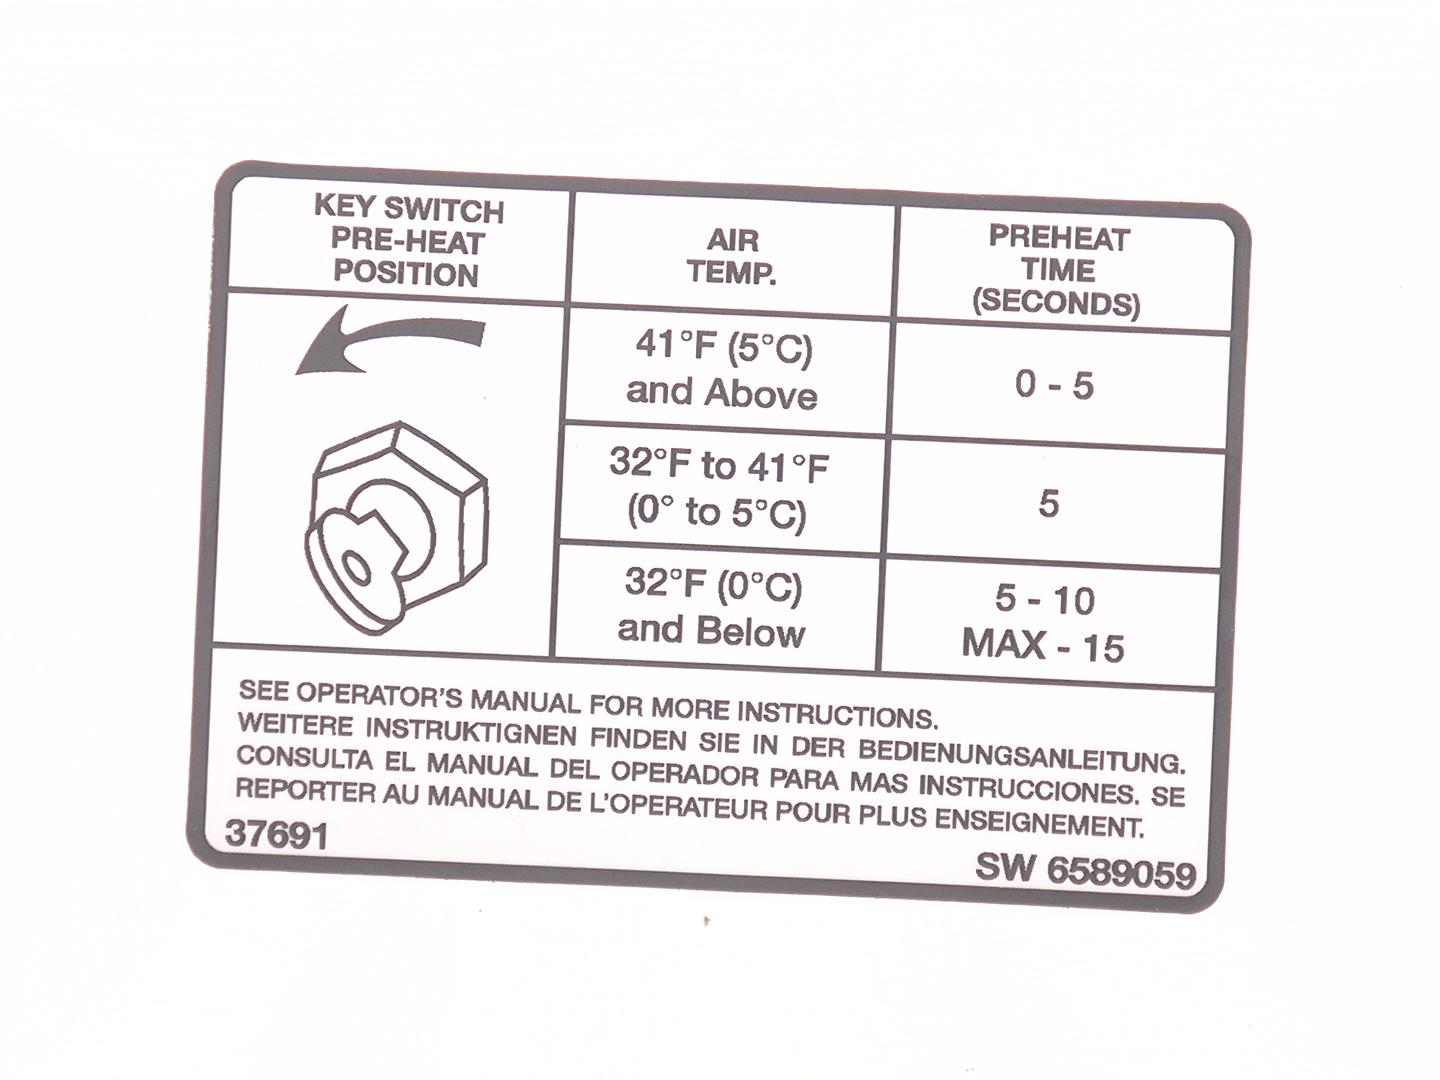 KEY SWITCH
PRE-HEAT
POSITION
AIR
TEMP.
PREHEAT
TIME
(SECONDS)
41°F (5°C)
and Above
0 - 5
32°F to 41°F
(0° to 5°C)
5
32°F (0°C)
and Below
5 - 10
MAX - 15
SEE OPERATOR'S MANUAL FOR MORE INSTRUCTIONS.
WEITERE INSTRUKTIGNEN FINDEN SIE IN DER BEDIENUNGSANLEITUNG.
CONSULTA EL MANUAL DEL OPERADOR PARA MAS INSTRUCCIONES. SE
REPORTER AU MANUAL DE L'OPERATEUR POUR PLUS ENSEIGNEMENT.
37691
SW 6589059